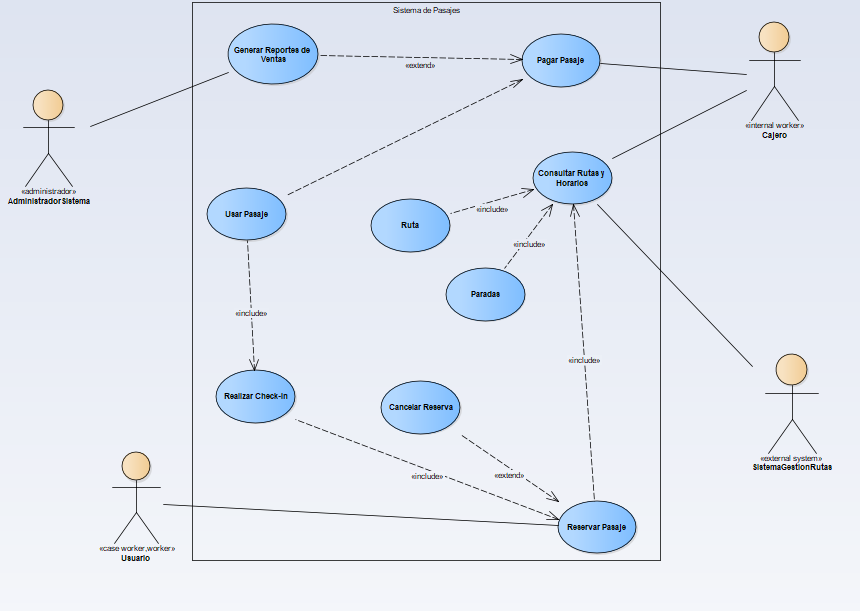 Sistema de Pasajes
Generar Reportes de
Ventas
Pagar Pasaje
«extend»
«internal worker»
Cajero
Consultar Rutas y
Horarios
«administrador»
AdministradorSistema
Usar Pasaje
Ruta
«include»
«include»
Paradas
«include»
«include»
Realizar Check-in
Cancelar Reserva
«external system»
SistemaGestionRutas
«include»
«extend»
Reservar Pasaje
«case worker,worker»
Usuario